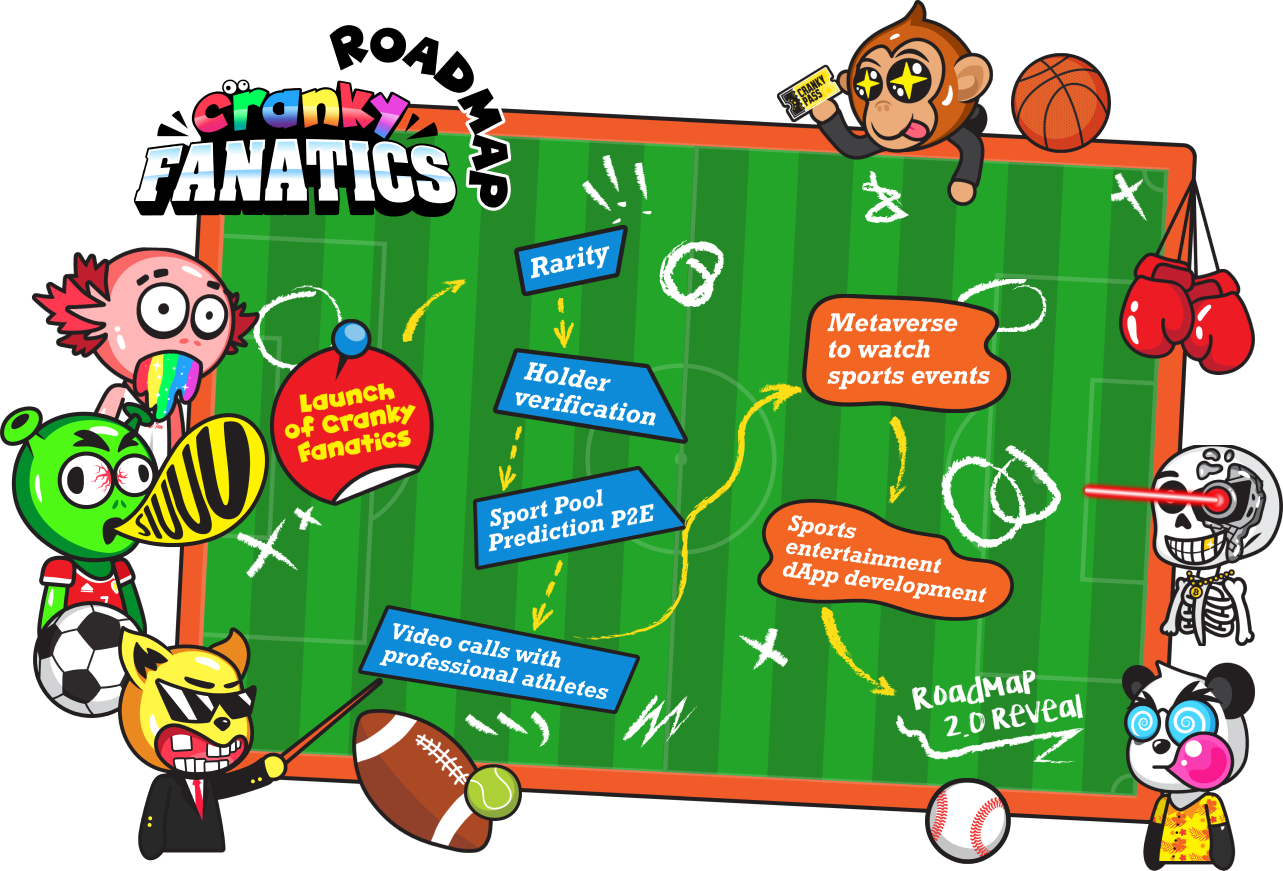 ROADMAP
cranky
FANATICS
CRANKY
PASS
Rarity
Launch
of Cranky
Fanatics
Holder
verification
Sport Pool
Prediction P2E
Video calls with
professional athletes
Metaverse
to watch
sports events
Sports
entertainment
dApp development
RoadMap
2.0 Reveal